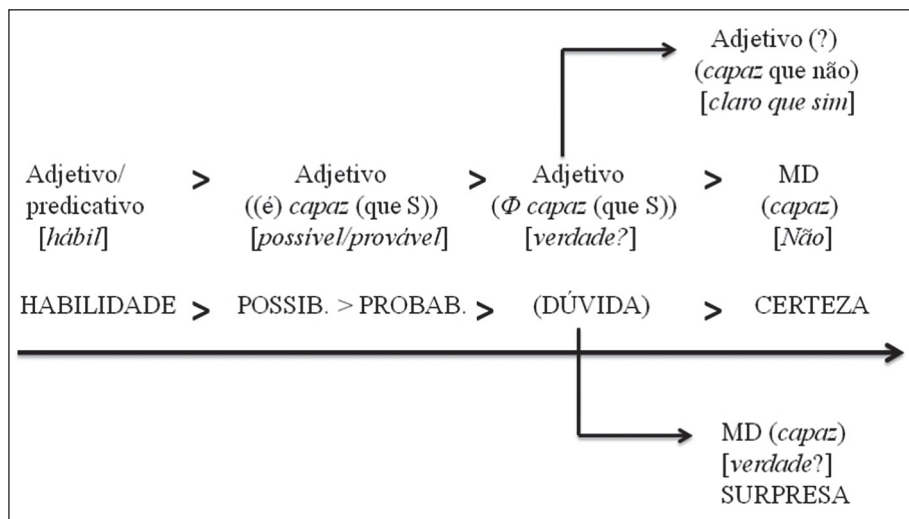 Adjetivo (?)
(capaz que não)
[claro que sim]
Adjetivo/ > Adjetivo > Adjetivo > MD
predicativo ((é) capaz (que S)) (Φ capaz (que S)) (capaz)
[hábil] [possível/provável] [verdade?] [Não]
HABILIDADE > POSSIB. > PROBAB. > (DÚVIDA) > CERTEZA
MD (capaz)
[verdade?]
SURPRESA